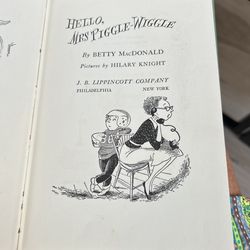 HELLO,
MRS PIGGLE-WIGGLE
By BETTY MACDONALD
Pictures by HILARY KNIGHT
J. B. LIPPINCOTT COMPANY
PHILADELPHIA NEW YORK